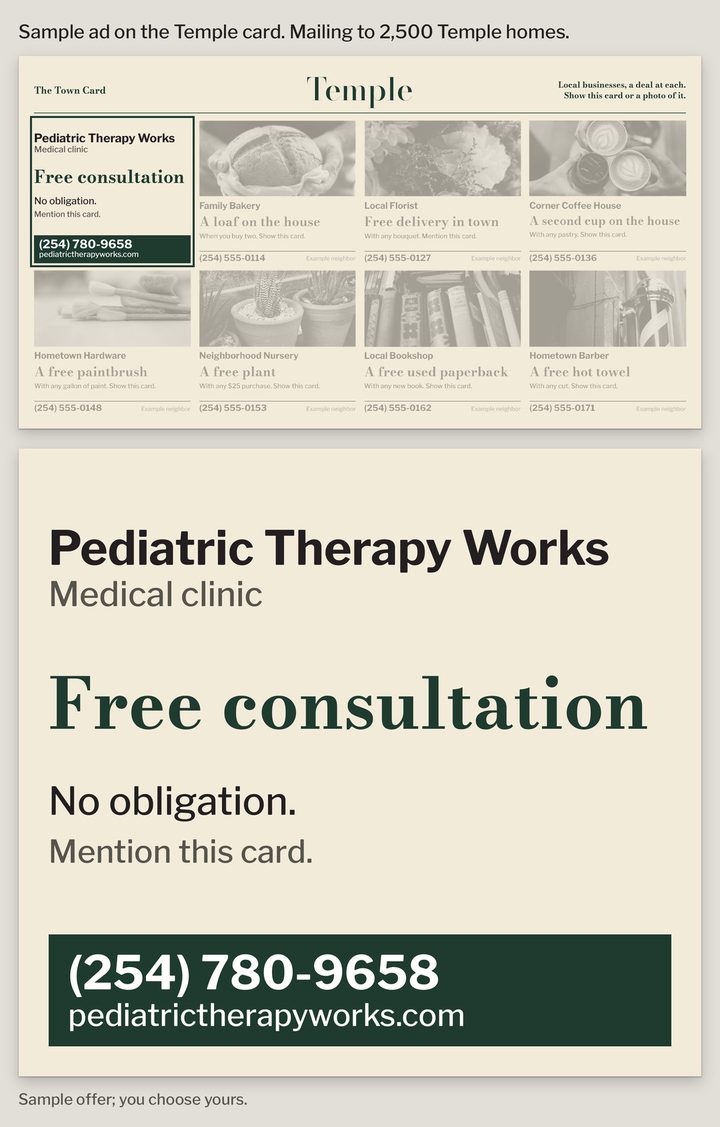 Sample ad on the Temple card. Mailing to 2,500 Temple homes.
The Town Card
Temple
Local businesses, a deal at each.
Show this card or a photo of it.
Pediatric Therapy Works
Medical clinic
Free consultation
No obligation.
Mention this card.
(254) 780-9658
pediatrictherapyworks.com
Family Bakery
A loaf on the house
When you buy two. Show this card.
(254) 555-0114
Example neighbor
Local Florist
Free delivery in town
With any bouquet. Mention this card.
(254) 555-0127
Example neighbor
Corner Coffee House
A second cup on the house
With any pastry. Show this card.
(254) 555-0136
Example neighbor
Hometown Hardware
A free paintbrush
With any gallon of paint. Show this card.
(254) 555-0148
Example neighbor
Neighborhood Nursery
A free plant
With any $25 purchase. Show this card.
(254) 555-0153
Example neighbor
Local Bookshop
A free used paperback
With any new book. Show this card.
(254) 555-0162
Example neighbor
Hometown Barber
A free hot towel
With any cut. Show this card.
(254) 555-0171
Example neighbor
Pediatric Therapy Works
Medical clinic
Free consultation
No obligation.
Mention this card.
(254) 780-9658
pediatrictherapyworks.com
Sample offer; you choose yours.